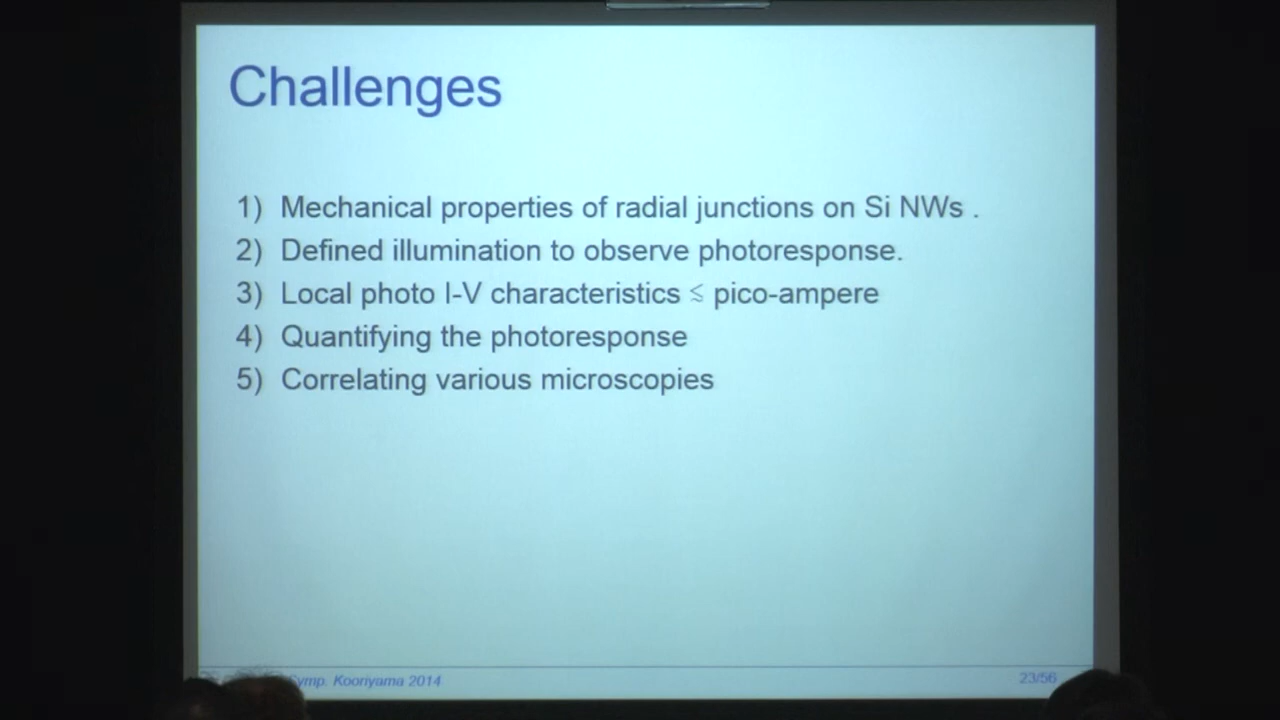 Challenges
1) Mechanical properties of radial junctions on Si NWs .
2) Defined illumination to observe photoresponse.
3) Local photo I-V characteristics ≲ pico-ampere
4) Quantifying the photoresponse
5) Correlating various microscopies
Symp. Kooriyama 2014
23/56